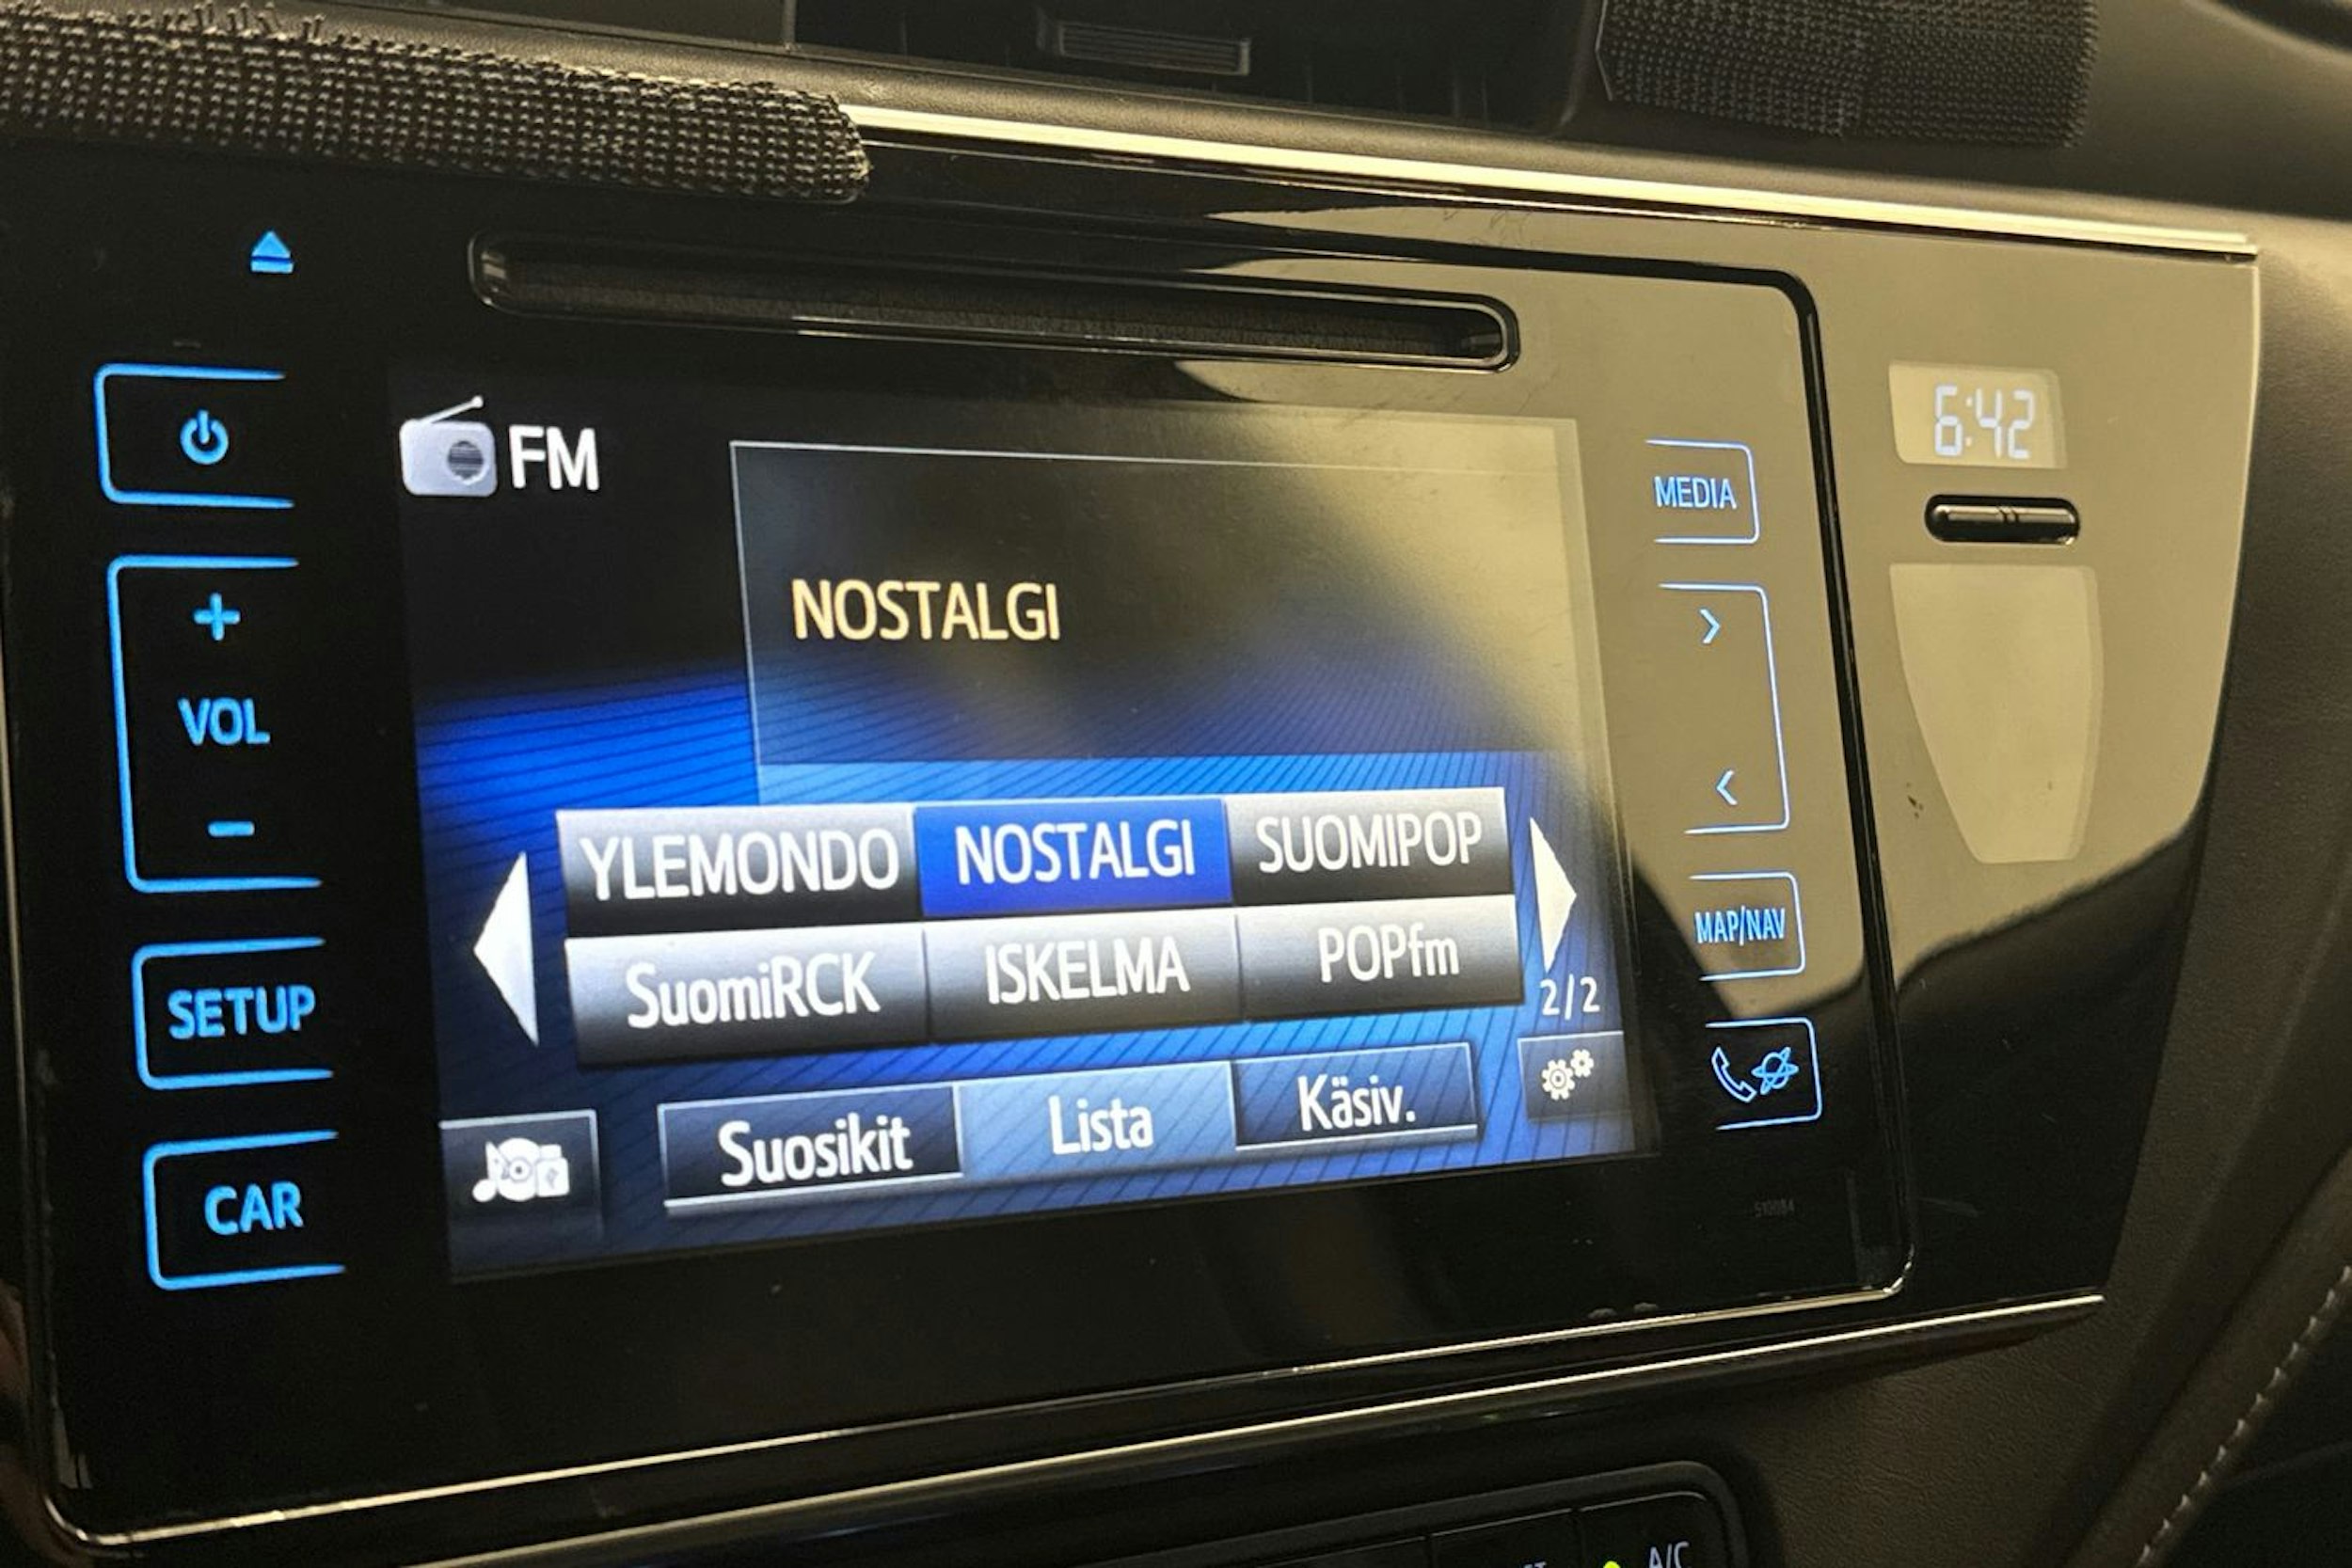 FM
6:42
MEDIA
NOSTALGI
+
VOL
-
YLEMONDO NOSTALGI SUOMIPOP
SuomiRCK ISKELMA POPfm
2/2
MAP/NAV
SETUP
Suosikit Lista Käsiv.
CAR
A/C